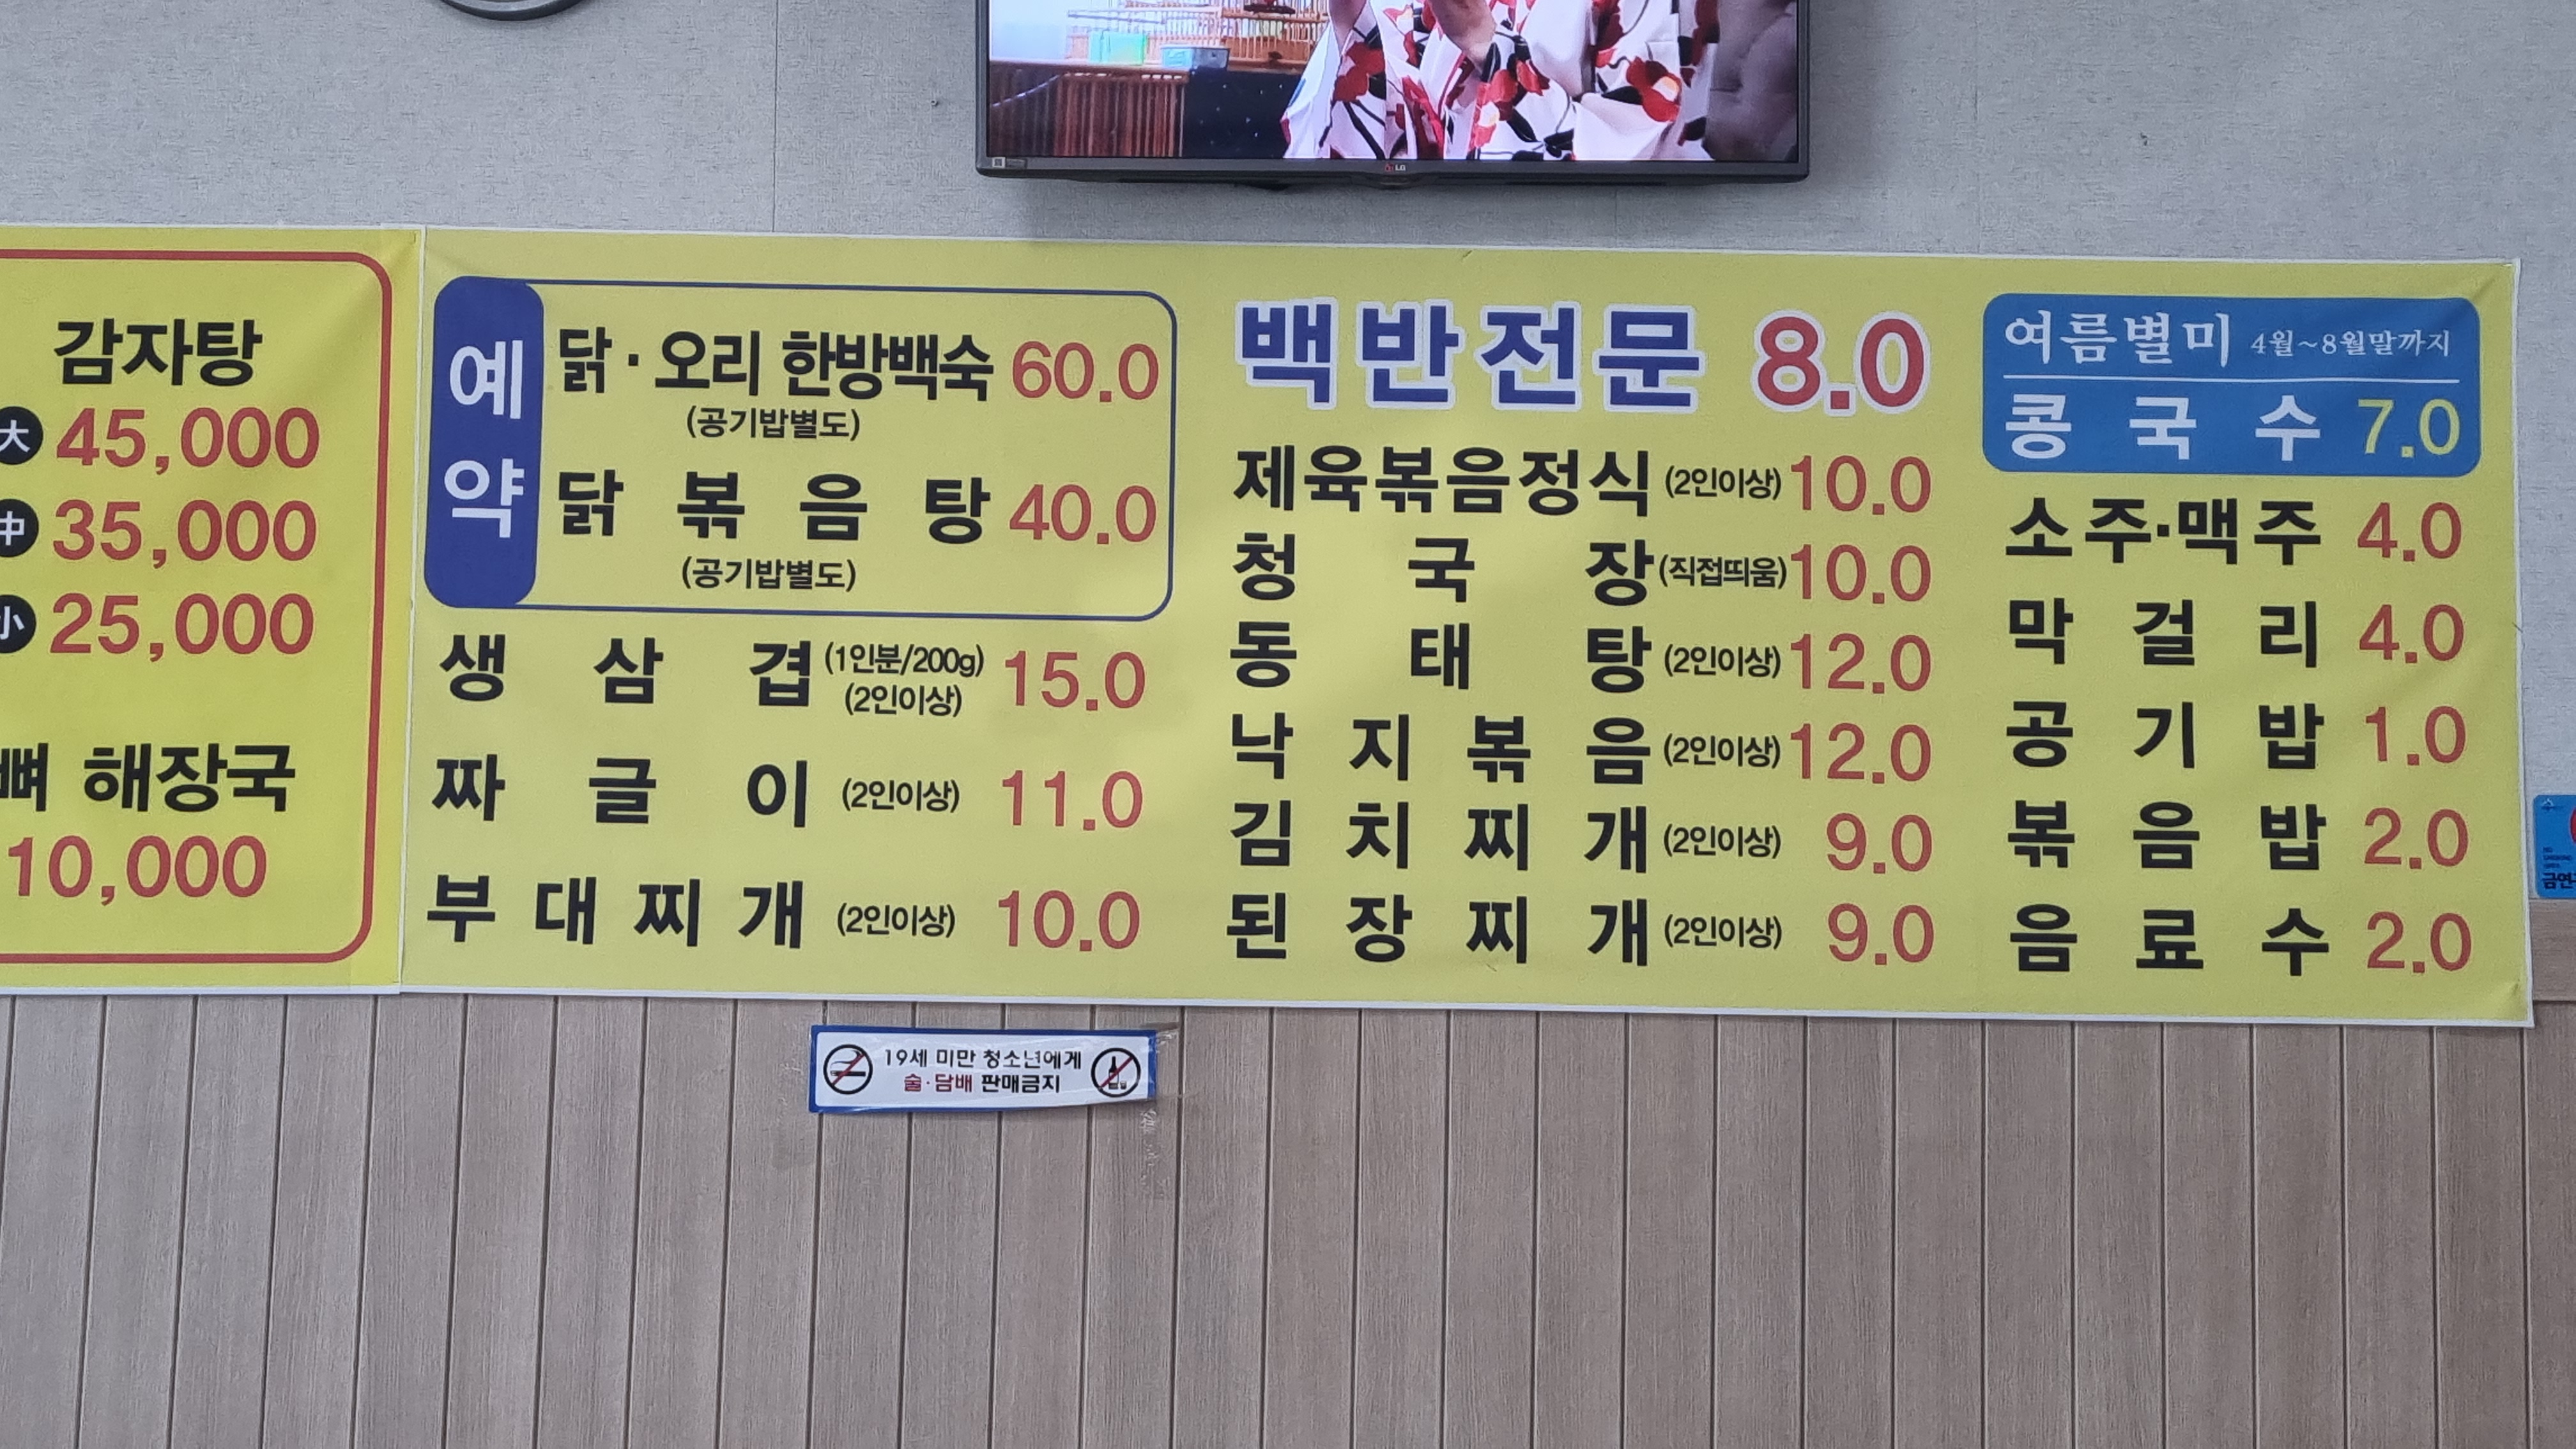 감자탕
大 45,000
中 35,000
小 25,000
뼈 해장국
10,000
예약
닭·오리 한방백숙 60.0
(공기밥별도)
닭볶음탕 40.0
(공기밥별도)
생삼겹 (1인분/200g) (2인이상) 15.0
짜글이 (2인이상) 11.0
부대찌개 (2인이상) 10.0
백반전문 8.0
제육볶음정식 (2인이상) 10.0
청국장 (직접띄움) 10.0
동태탕 (2인이상) 12.0
낙지볶음 (2인이상) 12.0
김치찌개 (2인이상) 9.0
된장찌개 (2인이상) 9.0
여름별미 4월~8월말까지
콩국수 7.0
소주·맥주 4.0
막걸리 4.0
공기밥 1.0
볶음밥 2.0
음료수 2.0
19세 미만 청소년에게
술·담배 판매금지
LG
금연